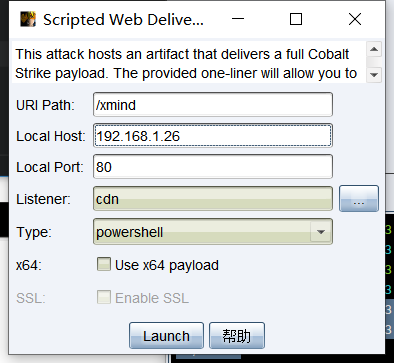 Scripted Web Delive...
This attack hosts an artifact that delivers a full Cobalt
Strike payload. The provided one-liner will allow you to
URI Path: /xmind
Local Host: 192.168.1.26
Local Port: 80
Listener: cdn ...
Type: powershell
x64: Use x64 payload
SSL: Enable SSL
Launch 帮助